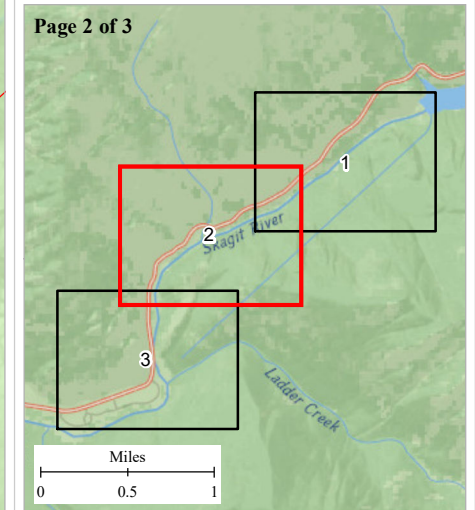 Page 2 of 3
1
2
Skagit River
3
Ladder Creek
Miles
0 0.5 1